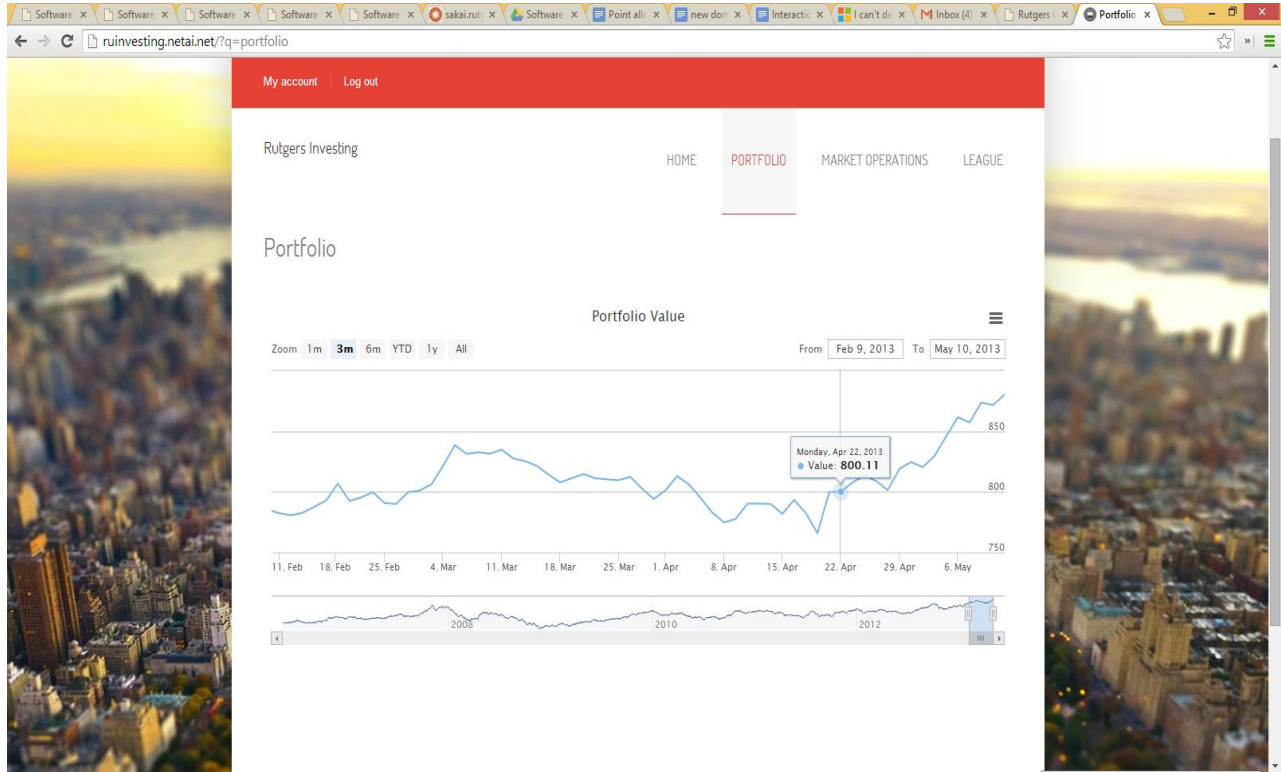 Software Software Software Software Software sakai.rut Software Point allo new don Interactic I can't de Inbox (4) Rutgers Portfolio
ruinvesting.netai.net/?q=portfolio
My account Log out
Rutgers Investing
HOME PORTFOLIO MARKET OPERATIONS LEAGUE
Portfolio
Portfolio Value
Zoom 1m 3m 6m YTD 1y All From Feb 9, 2013 To May 10, 2013
850
Monday, Apr 22, 2013
Value: 800.11
800
750
11. Feb 18. Feb 25. Feb 4. Mar 11. Mar 18. Mar 25. Mar 1. Apr 8. Apr 15. Apr 22. Apr 29. Apr 6. May
2008 2010 2012